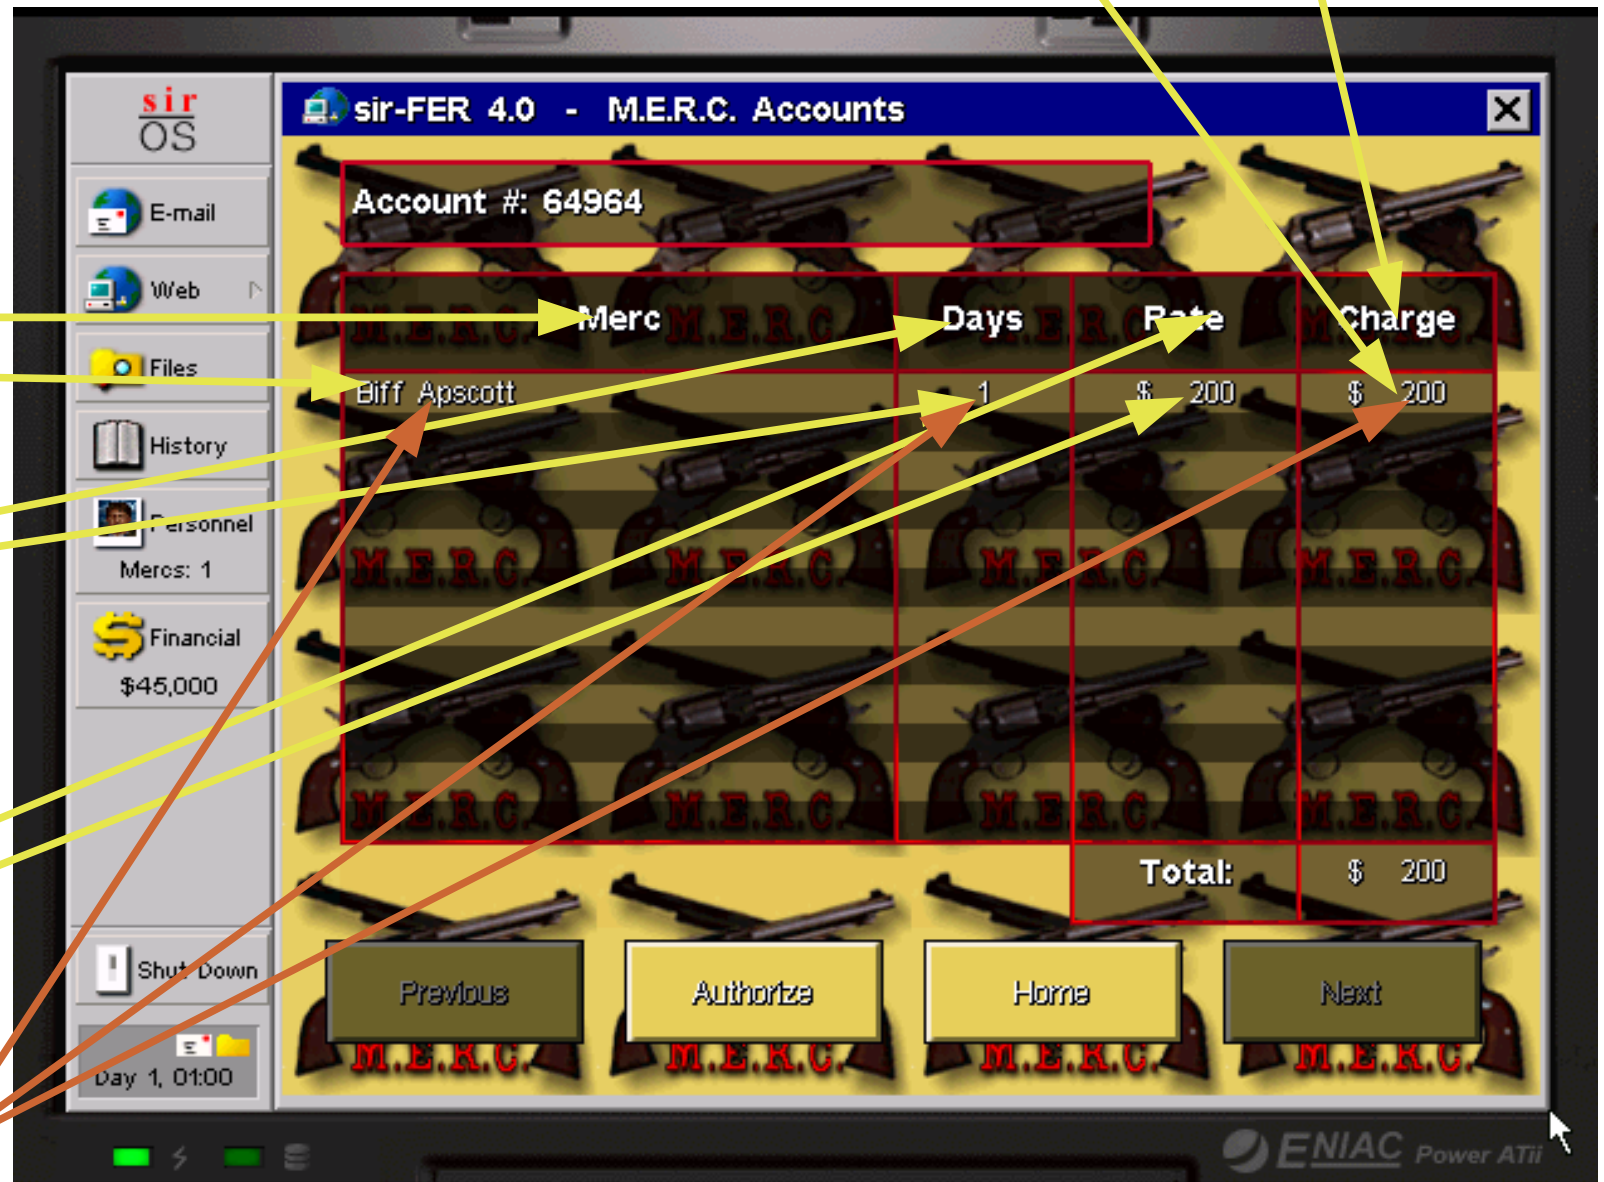 sir
OS
sir-FER 4.0 - M.E.R.C. Accounts
E-mail
Web
Files
History
Personnel
Mercs: 1
Financial
$45,000
Shut Down
Day 1, 01:00
Account #: 64964
Merc Days Rate Charge
Biff Apscott 1 $ 200 $ 200
M.E.R.C. M.E.R.C. M.E.R.C. M.E.R.C.
M.E.R.C. M.E.R.C. M.E.R.C. M.E.R.C.
M.E.R.C. M.E.R.C. M.E.R.C. M.E.R.C.
Total: $ 200
Previous Authorize Home Next
M.E.R.C. M.E.R.C. M.E.R.C. M.E.R.C.
ENIAC Power ATii